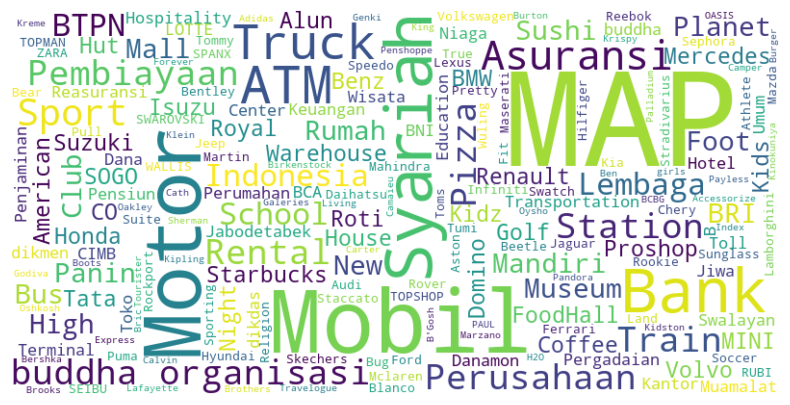 Kreme
Adidas
Hospitality
BTPN
LOTTE
Tommy
Alun
Genki
King
Volkswagen
Burton
OASIS
Reebok
Planet
TOPMAN
Hut
Mall
ZARA
SPANX
Truck
Penshoppe
Speedo
Niaga
True
Sushi
buddha
Krispy
Sephora
Burger
Pembiayaan
Forever
Bentley
ATM
Benz
Lexus
Asuransi
Mercedes
Camper
Mazda
Bear
Reasuransi
SWAROVSKI
Center
Wisata
BMW
Pretty
Maserati
Hilfiger
MAP
Palladium
Stradivarius
Athlete
Umum
Sport
Isuzu
Keuangan
Education
Wuling
Fit
Kinokuniya
Pull
Klein
Royal
Rumah
BNI
Syariah
Pizza
Foot
Kids
Penjaminan
American
Suzuki
WALLIS
Jeep
Martin
Warehouse
Mahindra
Kia
Hotel
Dana
Club
SOGO
Motor
Indonesia
Birkenstock
Renault
Ben
girls
Payless
Pensiun
Cath
Perumahan
BCA
Daihatsu
Camaieu
Infiniti
Swatch
Lembaga
CO
Oakley
School
Galeries
Living
Roti
Toms
Transportation
Oysho
BCBG
Accessorize
Suite
Sherman
Jabodetabek
Kidz
Tumi
Chery
Station
Index
B
BRI
Lamborghini
Honda
Rental
Carter
House
Golf
Beetle
Jaguar
Proshop
Toll
dikmen
CIMB
Kipling
Starbucks
New
Aston
Rookie
Pandora
Sunglass
Panin
Boots
Godiva
Rockport
Bric
Tourister
Audi
Rover
Domino
Mandiri
Jiwa
Bus
Tata
Toko
Sporting
Night
Staccato
TOPSHOP
Museum
Bank
Oshkosh
High
dikdas
Religion
Mobil
B'Gosh
PAUL
Marzano
FoodHall
Land
Swalayan
Ferrari
Kidston
Train
MINI
Express
Terminal
Puma
Hyundai
Skechers
Bug
Ford
Coffee
Soccer
Bershka
Calvin
Danamon
H2O
Pergadaian
Volvo
RUBI
buddha
organisasi
Mclaren
Perusahaan
Kantor
Muamalat
Brooks
SEIBU
Lafayette
Brothers
Travelogue
Blanco